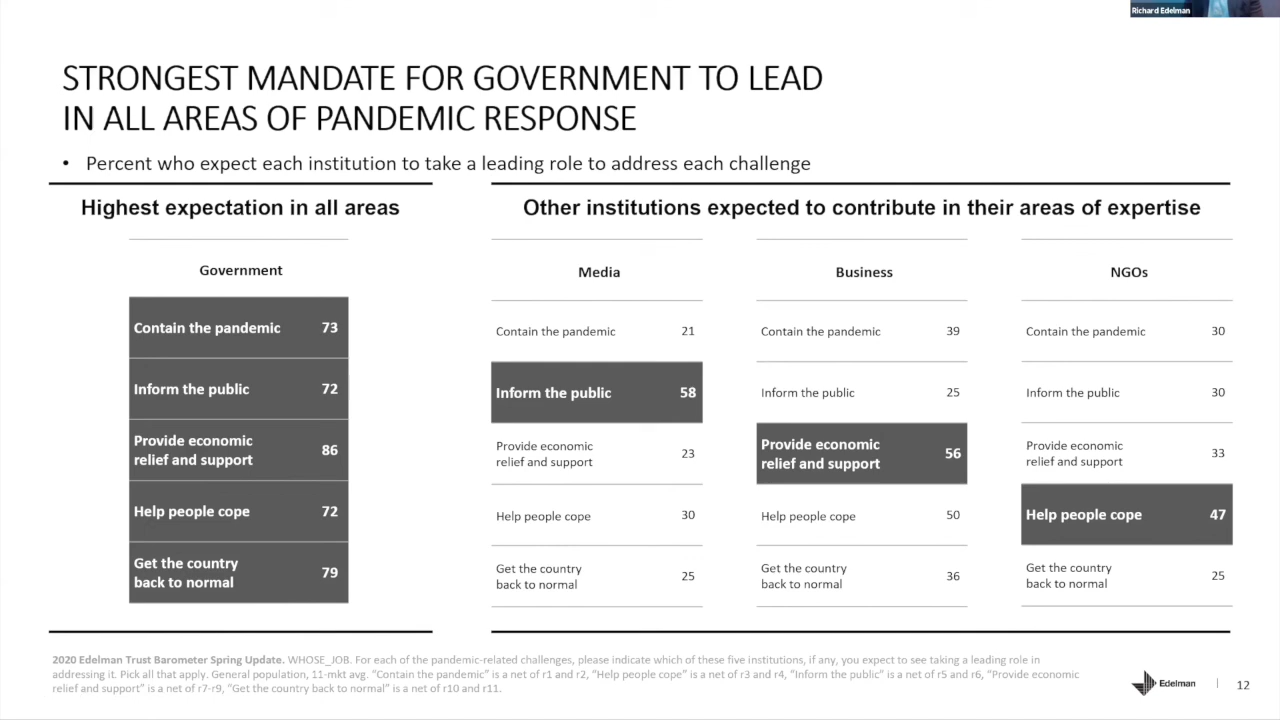 Richard Edelman
STRONGEST MANDATE FOR GOVERNMENT TO LEAD
IN ALL AREAS OF PANDEMIC RESPONSE
• Percent who expect each institution to take a leading role to address each challenge
Highest expectation in all areas
Government
Contain the pandemic 73
Inform the public 72
Provide economic
relief and support 86
Help people cope 72
Get the country
back to normal 79
Other institutions expected to contribute in their areas of expertise
Media
Contain the pandemic 21
Inform the public 58
Provide economic
relief and support 23
Help people cope 30
Get the country
back to normal 25
Business
Contain the pandemic 39
Inform the public 25
Provide economic
relief and support 56
Help people cope 50
Get the country
back to normal 36
NGOs
Contain the pandemic 30
Inform the public 30
Provide economic
relief and support 33
Help people cope 47
Get the country
back to normal 25
2020 Edelman Trust Barometer Spring Update. WHOSE_JOB. For each of the pandemic-related challenges, please indicate which of these five institutions, if any, you expect to see taking a leading role in
addressing it. Pick all that apply. General population, 11-mkt avg. “Contain the pandemic” is a net of r1 and r2, “Help people cope” is a net of r3 and r4, “Inform the public” is a net of r5 and r6, “Provide economic
relief and support” is a net of r7-r9, “Get the country back to normal” is a net of r10 and r11.
Edelman
12